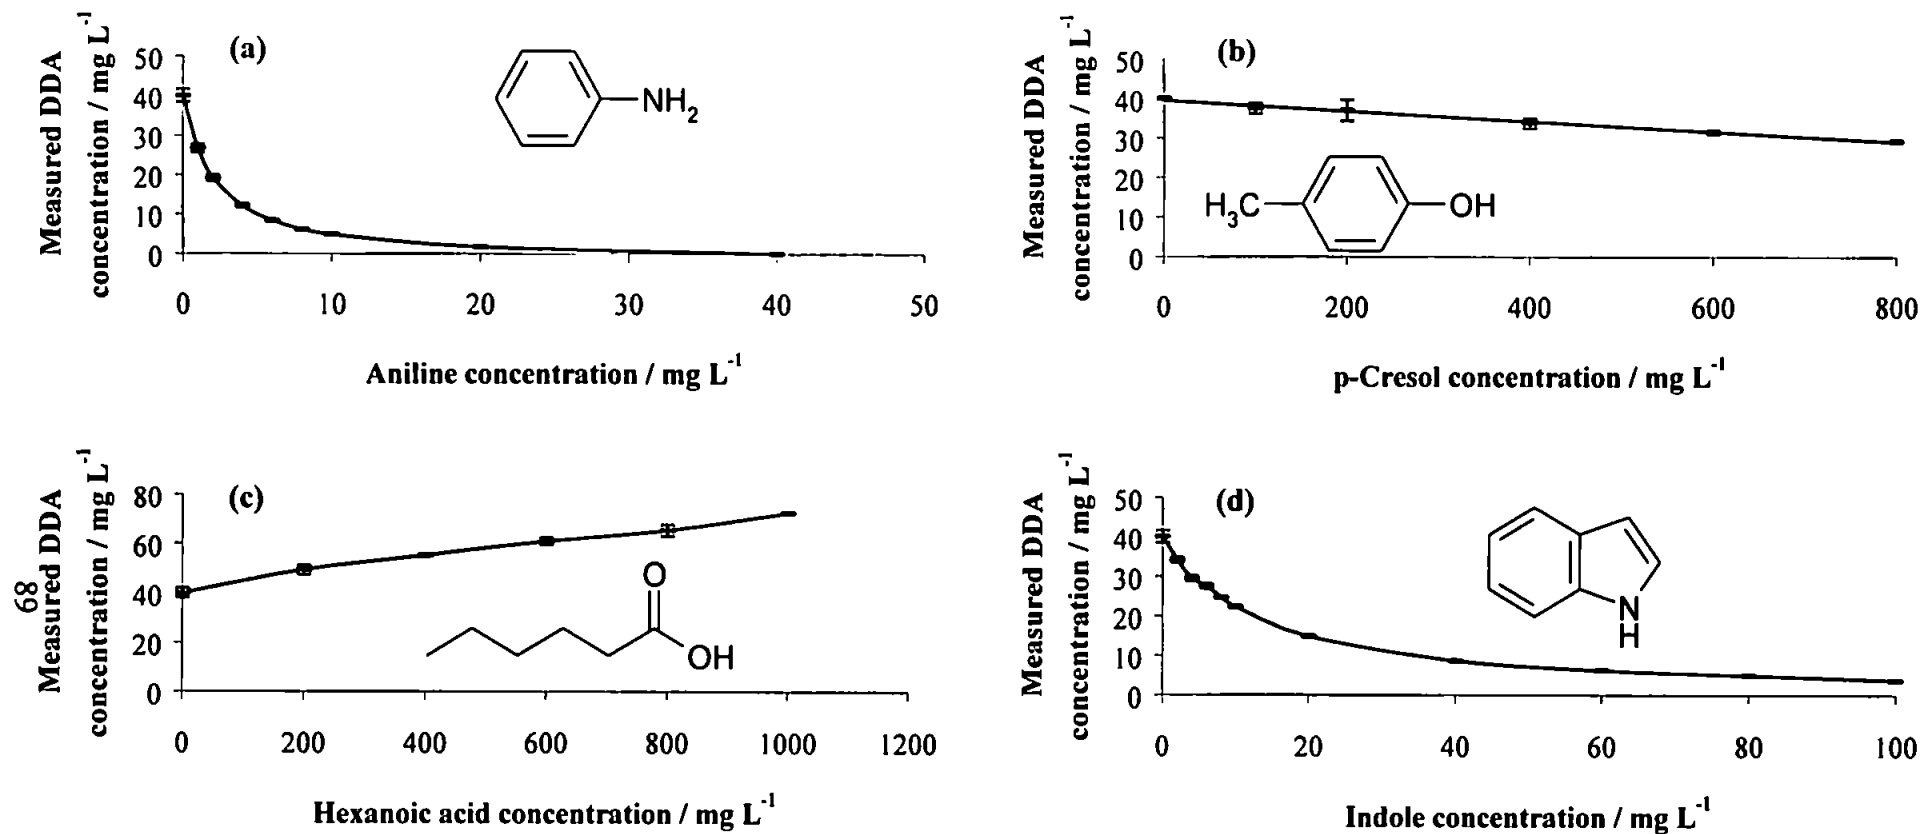 (a)
Measured DDA
concentration / mg L⁻¹
50
40
30
20
10
0
NH₂
0 10 20 30 40 50
Aniline concentration / mg L⁻¹
(b)
Measured DDA
concentration / mg L⁻¹
50
40
30
20
10
0
H₃C OH
0 200 400 600 800
p-Cresol concentration / mg L⁻¹
68
(c)
Measured DDA
concentration / mg L⁻¹
80
60
40
20
0
O
OH
0 200 400 600 800 1000 1200
Hexanoic acid concentration / mg L⁻¹
(d)
Measured DDA
concentration / mg L⁻¹
50
40
30
20
10
0
N
H
0 20 40 60 80 100
Indole concentration / mg L⁻¹